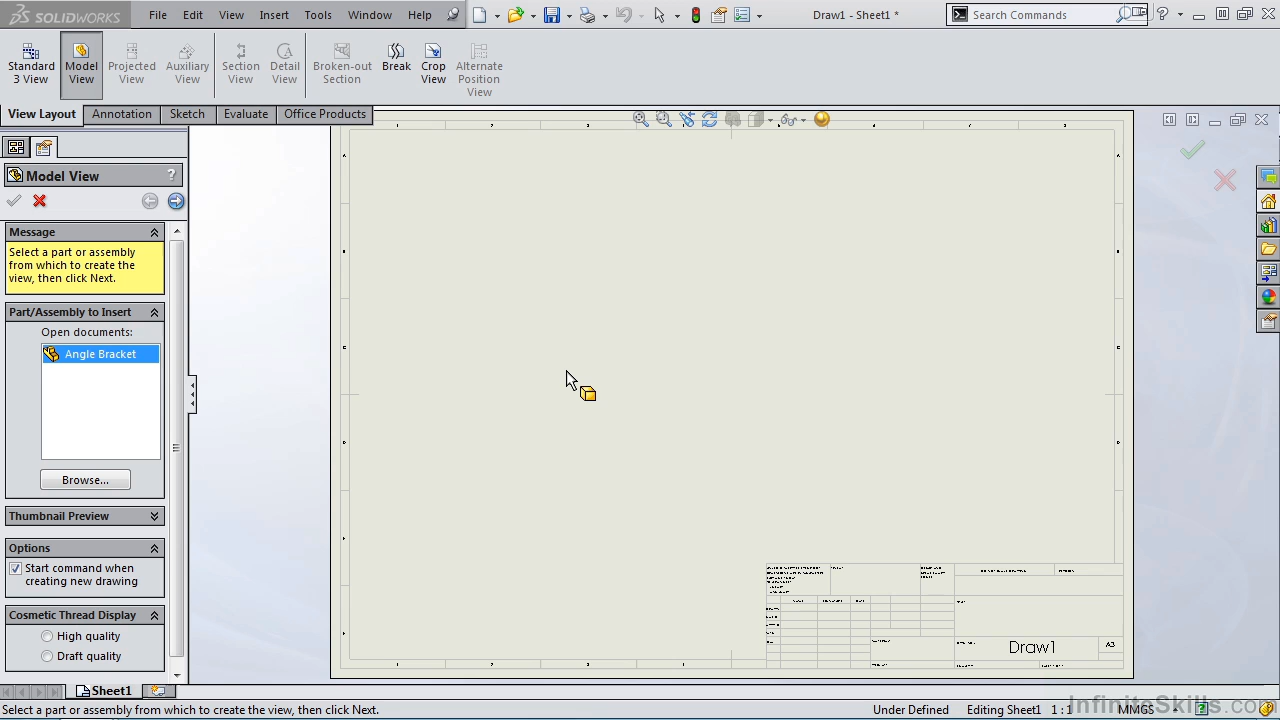 SOLIDWORKS File Edit View Insert Tools Window Help Draw1 - Sheet1 * Search Commands
Standard 3 View
Model View
Projected View
Auxiliary View
Section View
Detail View
Broken-out Section
Break
Crop View
Alternate Position View
View Layout Annotation Sketch Evaluate Office Products
Model View ?
Message
Select a part or assembly
from which to create the
view, then click Next.
Part/Assembly to Insert
Open documents:
Angle Bracket
Browse...
Thumbnail Preview
Options
Start command when
creating new drawing
Cosmetic Thread Display
High quality
Draft quality
Draw1
A3
Sheet1
Select a part or assembly from which to create the view, then click Next. Under Defined Editing Sheet1 1 : 1 MMGS
InfiniteSkills.com